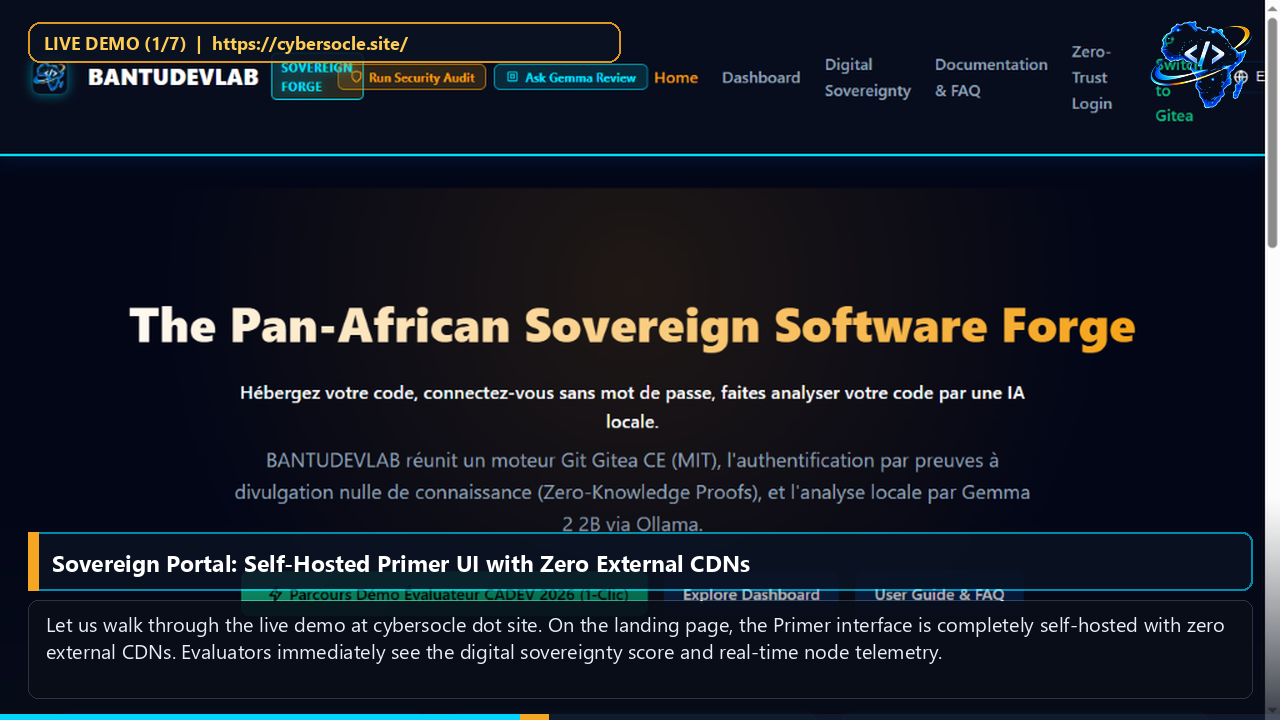 LIVE DEMO (1/7) | https://cybersocle.site/
BANTUDEVLAB
SOVEREIGN
FORGE
Run Security Audit
Ask Gemma Review
Home
Dashboard
Digital
Sovereignty
Documentation
& FAQ
Zero-
Trust
Login
Switch
to
Gitea
The Pan-African Sovereign Software Forge
Hébergez votre code, connectez-vous sans mot de passe, faites analyser votre code par une IA
locale.
BANTUDEVLAB réunit un moteur Git Gitea CE (MIT), l'authentification par preuves à
divulgation nulle de connaissance (Zero-Knowledge Proofs), et l'analyse locale par Gemma
2 2B via Ollama.
Sovereign Portal: Self-Hosted Primer UI with Zero External CDNs
Parcours Démo Évaluateur CADEV 2026 (1-Clic)
Explore Dashboard
User Guide & FAQ
Let us walk through the live demo at cybersocle dot site. On the landing page, the Primer interface is completely self-hosted with zero
external CDNs. Evaluators immediately see the digital sovereignty score and real-time node telemetry.